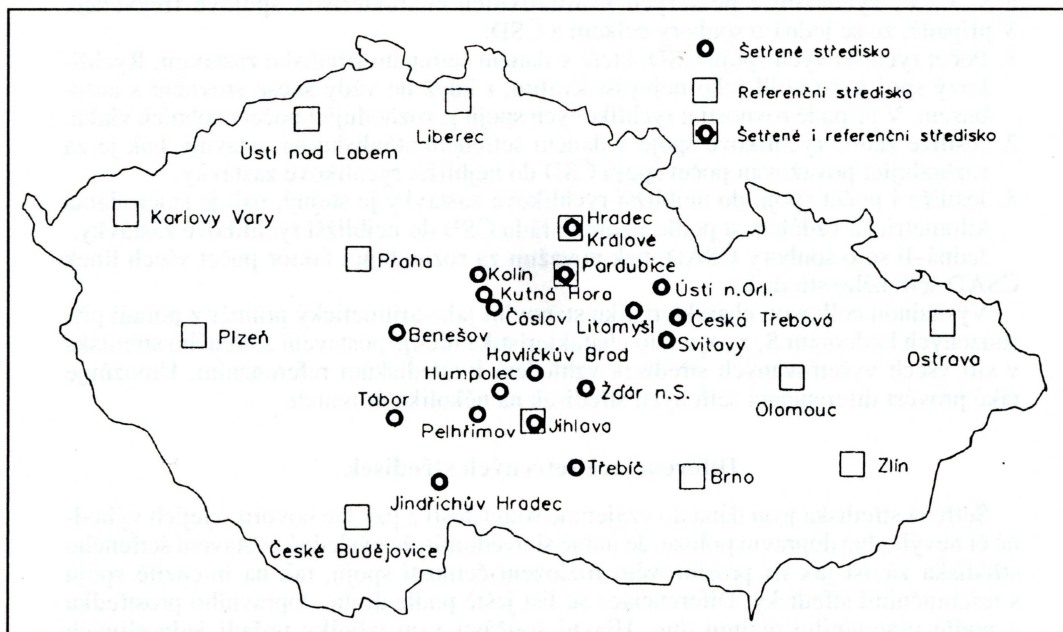 Šetřené středisko
Referenční středisko
Šetřené i referenční středisko
Liberec
Ústí nad Labem
Karlovy Vary
Praha
Hradec
Králové
Kolín
Pardubice
Kutná Hora
Ústí n.Orl.
Čáslav
Litomyšl
Česká Třebová
Plzeň
Benešov
Svitavy
Havlíčkův Brod
Ostrava
Humpolec
Žďár n.S.
Tábor
Olomouc
Pelhřimov
Jihlava
Třebíč
Brno
Zlín
Jindřichův Hradec
České Budějovice